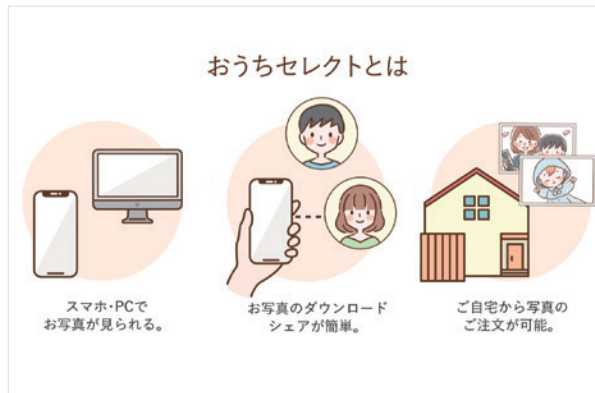 おうちセレクトとは
スマホ・PCで
お写真が見られる。
お写真のダウンロード
シェアが簡単。
ご自宅から写真の
ご注文が可能。